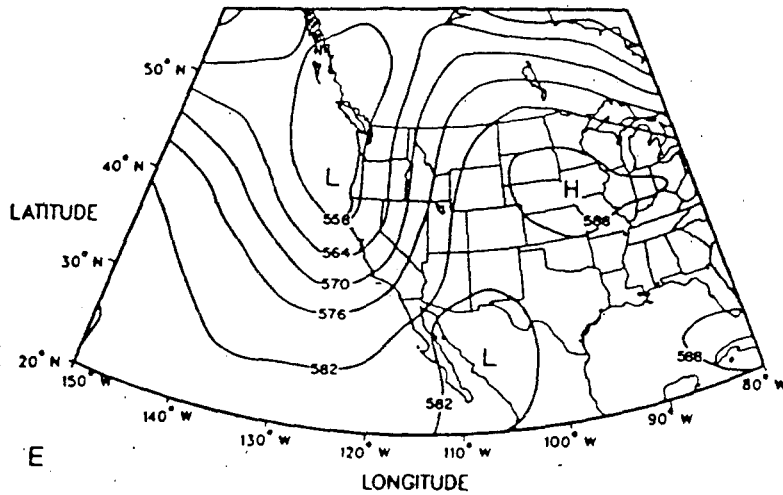 50° N
40° N
LATITUDE
30° N
20° N
150° W
140° W
130° W
120° W
110° W
100° W
90° W
80° W
LONGITUDE
L
H
558
564
570
576
582
588
L
582
588
E